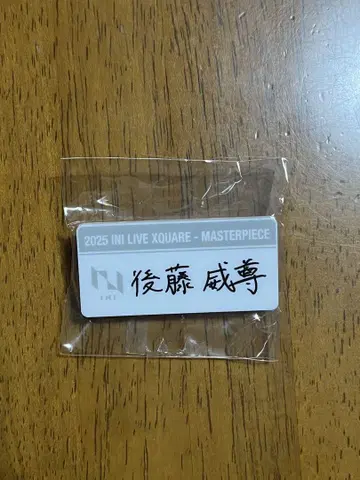 2025 INI LIVE XQUARE - MASTERPIECE
INI
後藤 威尊